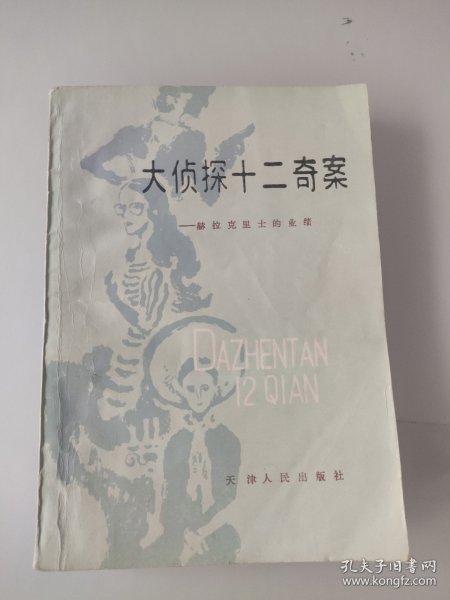 大侦探十二奇案
——赫拉克里士的业绩
DAZHENTAN
12 QIAN
天津人民出版社
孔夫子旧书网
www.kongfz.com